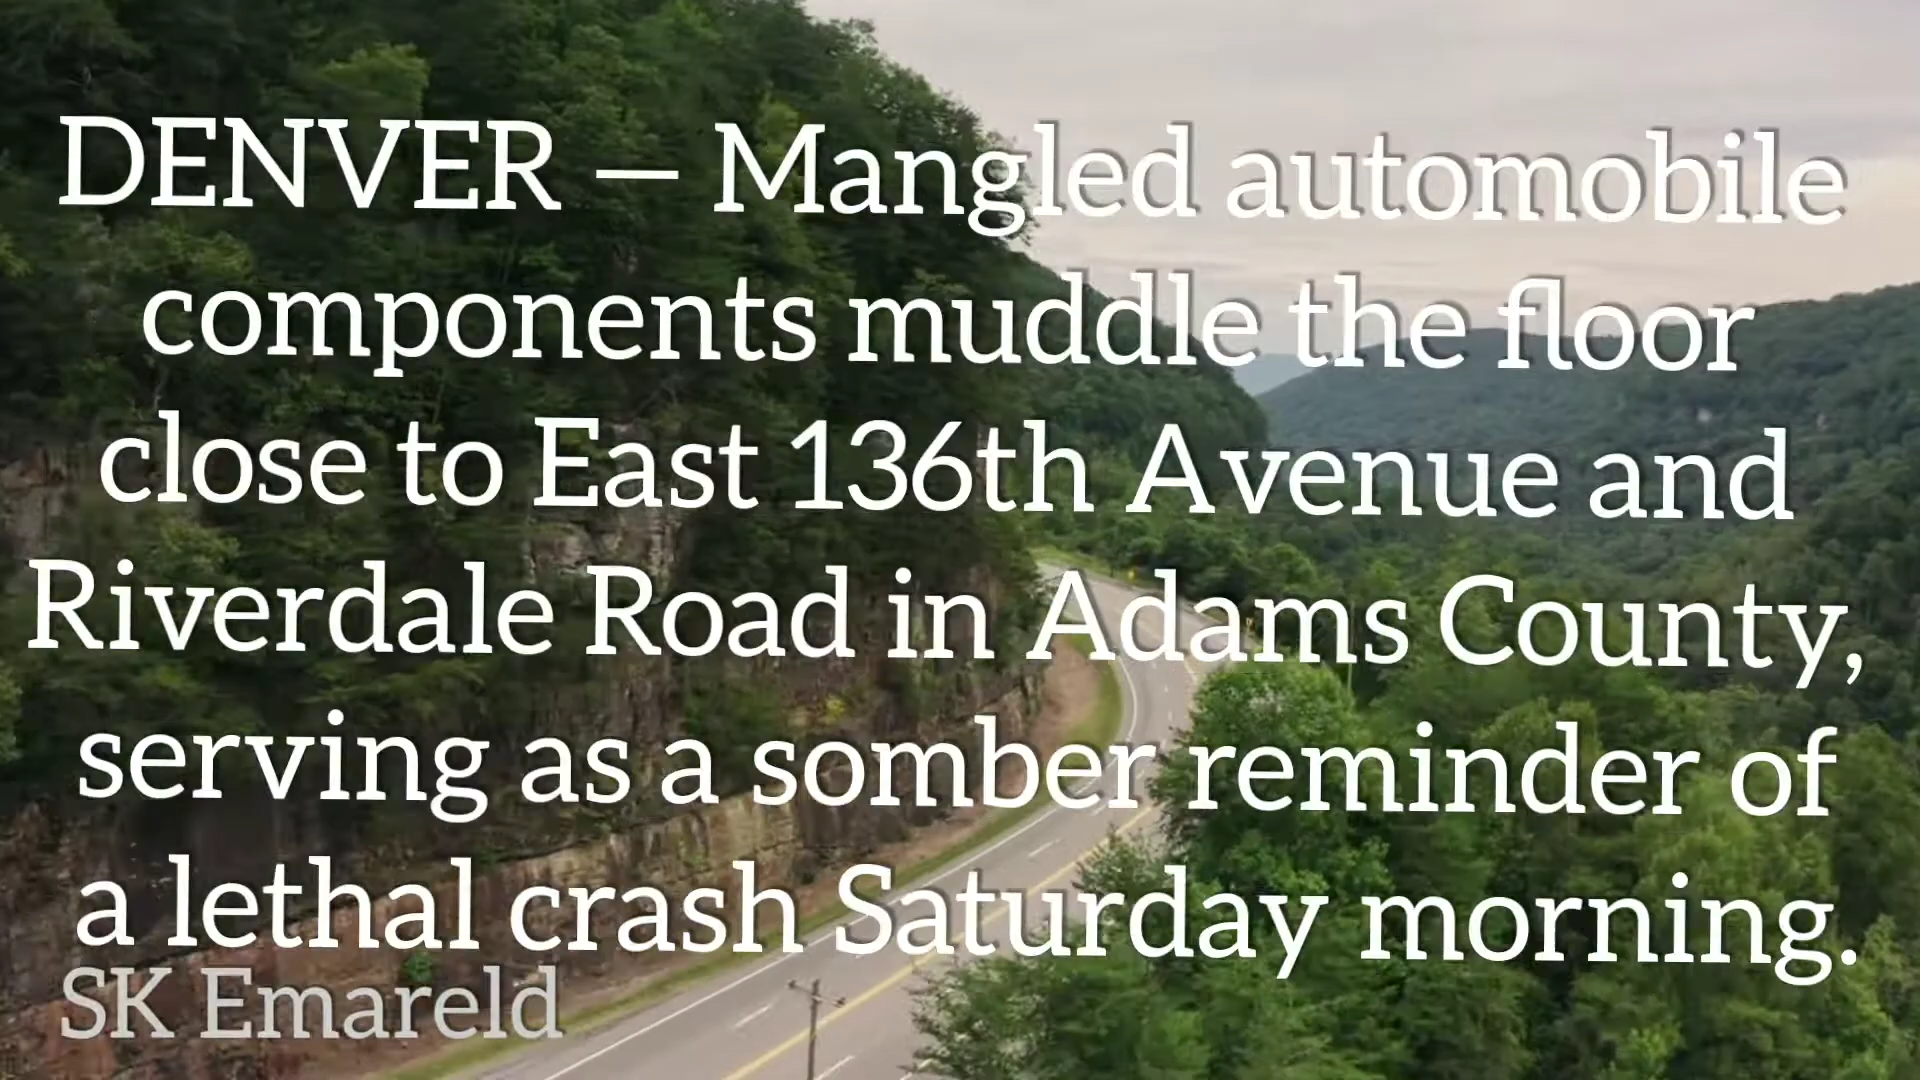 DENVER — Mangled automobile
components muddle the floor
close to East 136th Avenue and
Riverdale Road in Adams County,
serving as a somber reminder of
a lethal crash Saturday morning.
SK Emareld